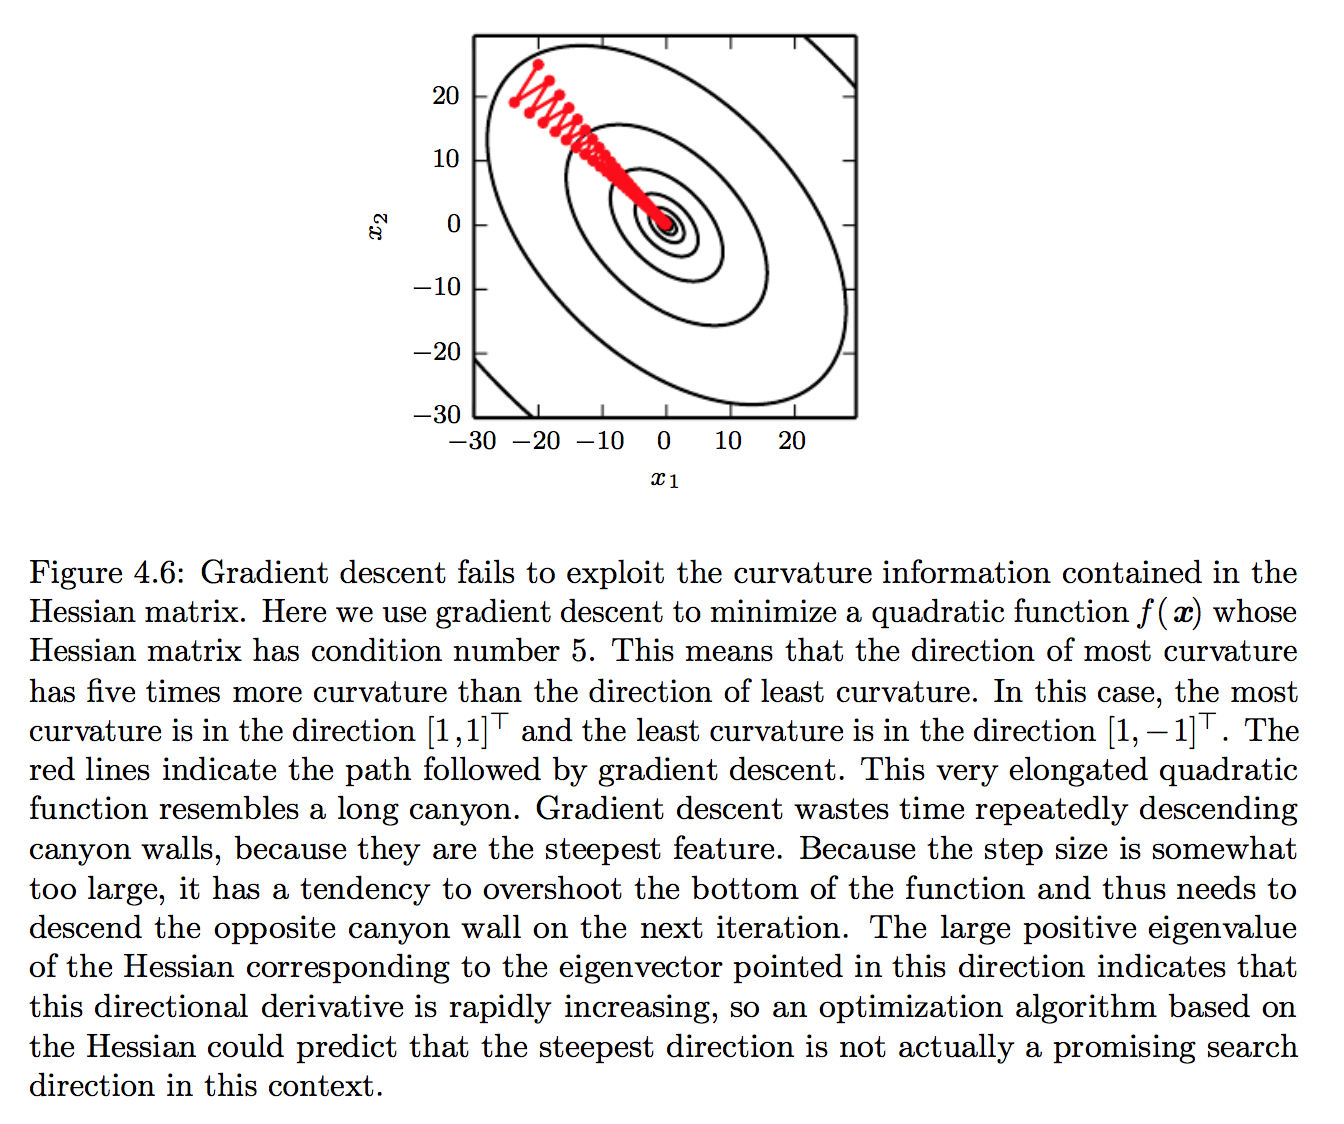 20
10
0
−10
−20
−30
x₂
−30 −20 −10 0 10 20
x₁
Figure 4.6: Gradient descent fails to exploit the curvature information contained in the
Hessian matrix. Here we use gradient descent to minimize a quadratic function f(x) whose
Hessian matrix has condition number 5. This means that the direction of most curvature
has five times more curvature than the direction of least curvature. In this case, the most
curvature is in the direction [1,1]⊤ and the least curvature is in the direction [1, −1]⊤. The
red lines indicate the path followed by gradient descent. This very elongated quadratic
function resembles a long canyon. Gradient descent wastes time repeatedly descending
canyon walls, because they are the steepest feature. Because the step size is somewhat
too large, it has a tendency to overshoot the bottom of the function and thus needs to
descend the opposite canyon wall on the next iteration. The large positive eigenvalue
of the Hessian corresponding to the eigenvector pointed in this direction indicates that
this directional derivative is rapidly increasing, so an optimization algorithm based on
the Hessian could predict that the steepest direction is not actually a promising search
direction in this context.